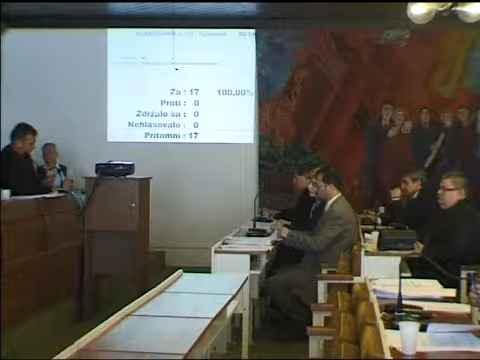 Za : 17 100,00%
Proti : 0
Zdržalo sa : 0
Nehlasovalo : 0
Prítomní : 17